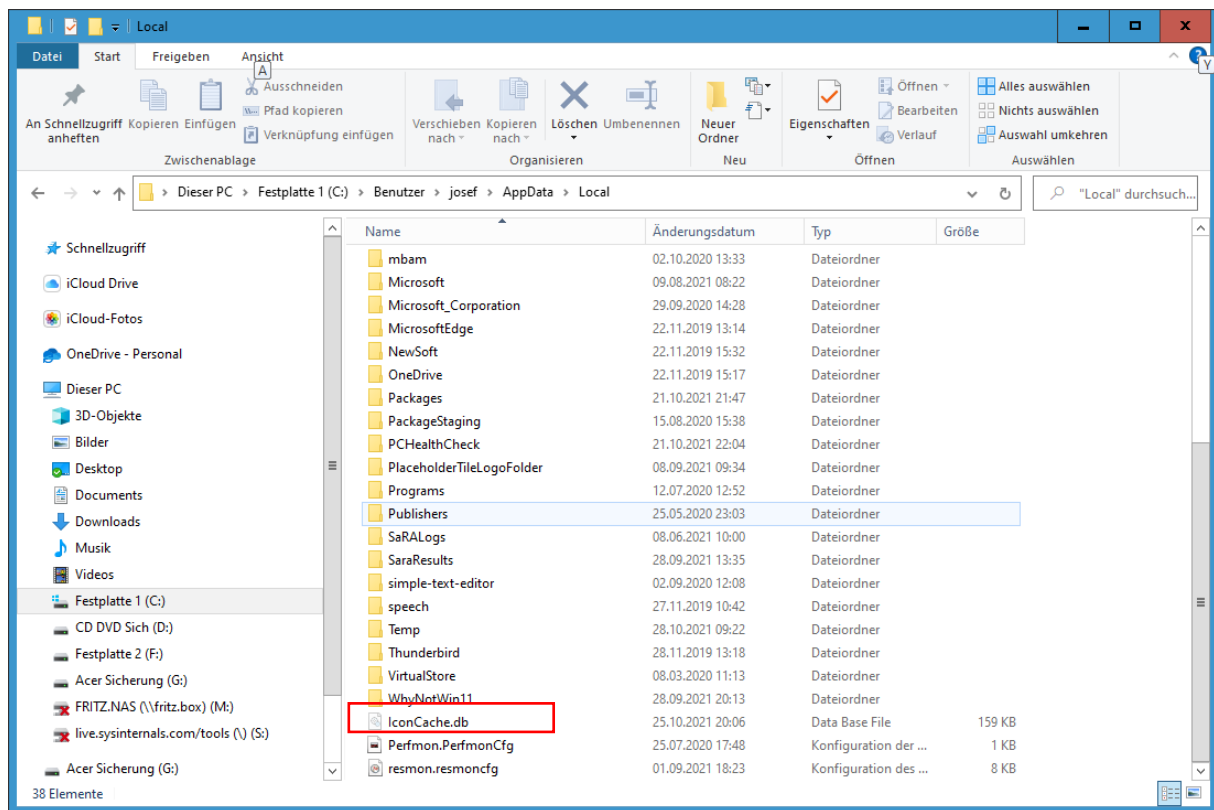 Local
Datei Start Freigeben Ansicht
A
Y
An Schnellzugriff anheften
Kopieren
Einfügen
Ausschneiden
Pfad kopieren
Verknüpfung einfügen
Zwischenablage
Verschieben nach
Kopieren nach
Löschen
Umbenennen
Organisieren
Neuer Ordner
Neu
Eigenschaften
Öffnen
Bearbeiten
Verlauf
Öffnen
Alles auswählen
Nichts auswählen
Auswahl umkehren
Auswählen
Dieser PC > Festplatte 1 (C:) > Benutzer > josef > AppData > Local
"Local" durchsuch...
Schnellzugriff
iCloud Drive
iCloud-Fotos
OneDrive - Personal
Dieser PC
3D-Objekte
Bilder
Desktop
Documents
Downloads
Musik
Videos
Festplatte 1 (C:)
CD DVD Sich (D:)
Festplatte 2 (F:)
Acer Sicherung (G:)
FRITZ.NAS (\\fritz.box) (M:)
live.sysinternals.com/tools (\) (S:)
Acer Sicherung (G:)
Name Änderungsdatum Typ Größe
mbam 02.10.2020 13:33 Dateiordner
Microsoft 09.08.2021 08:22 Dateiordner
Microsoft_Corporation 29.09.2020 14:28 Dateiordner
MicrosoftEdge 22.11.2019 13:14 Dateiordner
NewSoft 22.11.2019 15:32 Dateiordner
OneDrive 22.11.2019 15:17 Dateiordner
Packages 21.10.2021 21:47 Dateiordner
PackageStaging 15.08.2020 15:38 Dateiordner
PCHealthCheck 21.10.2021 22:04 Dateiordner
PlaceholderTileLogoFolder 08.09.2021 09:34 Dateiordner
Programs 12.07.2020 12:52 Dateiordner
Publishers 25.05.2020 23:03 Dateiordner
SaRALogs 08.06.2021 10:00 Dateiordner
SaraResults 28.09.2021 13:35 Dateiordner
simple-text-editor 02.09.2020 12:08 Dateiordner
speech 27.11.2019 10:42 Dateiordner
Temp 28.10.2021 09:22 Dateiordner
Thunderbird 28.11.2019 13:18 Dateiordner
VirtualStore 08.03.2020 11:13 Dateiordner
WhyNotWin11 28.09.2021 20:13 Dateiordner
IconCache.db 25.10.2021 20:06 Data Base File 159 KB
Perfmon.PerfmonCfg 25.07.2020 17:48 Konfiguration der ... 1 KB
resmon.resmoncfg 01.09.2021 18:23 Konfiguration des ... 8 KB
38 Elemente